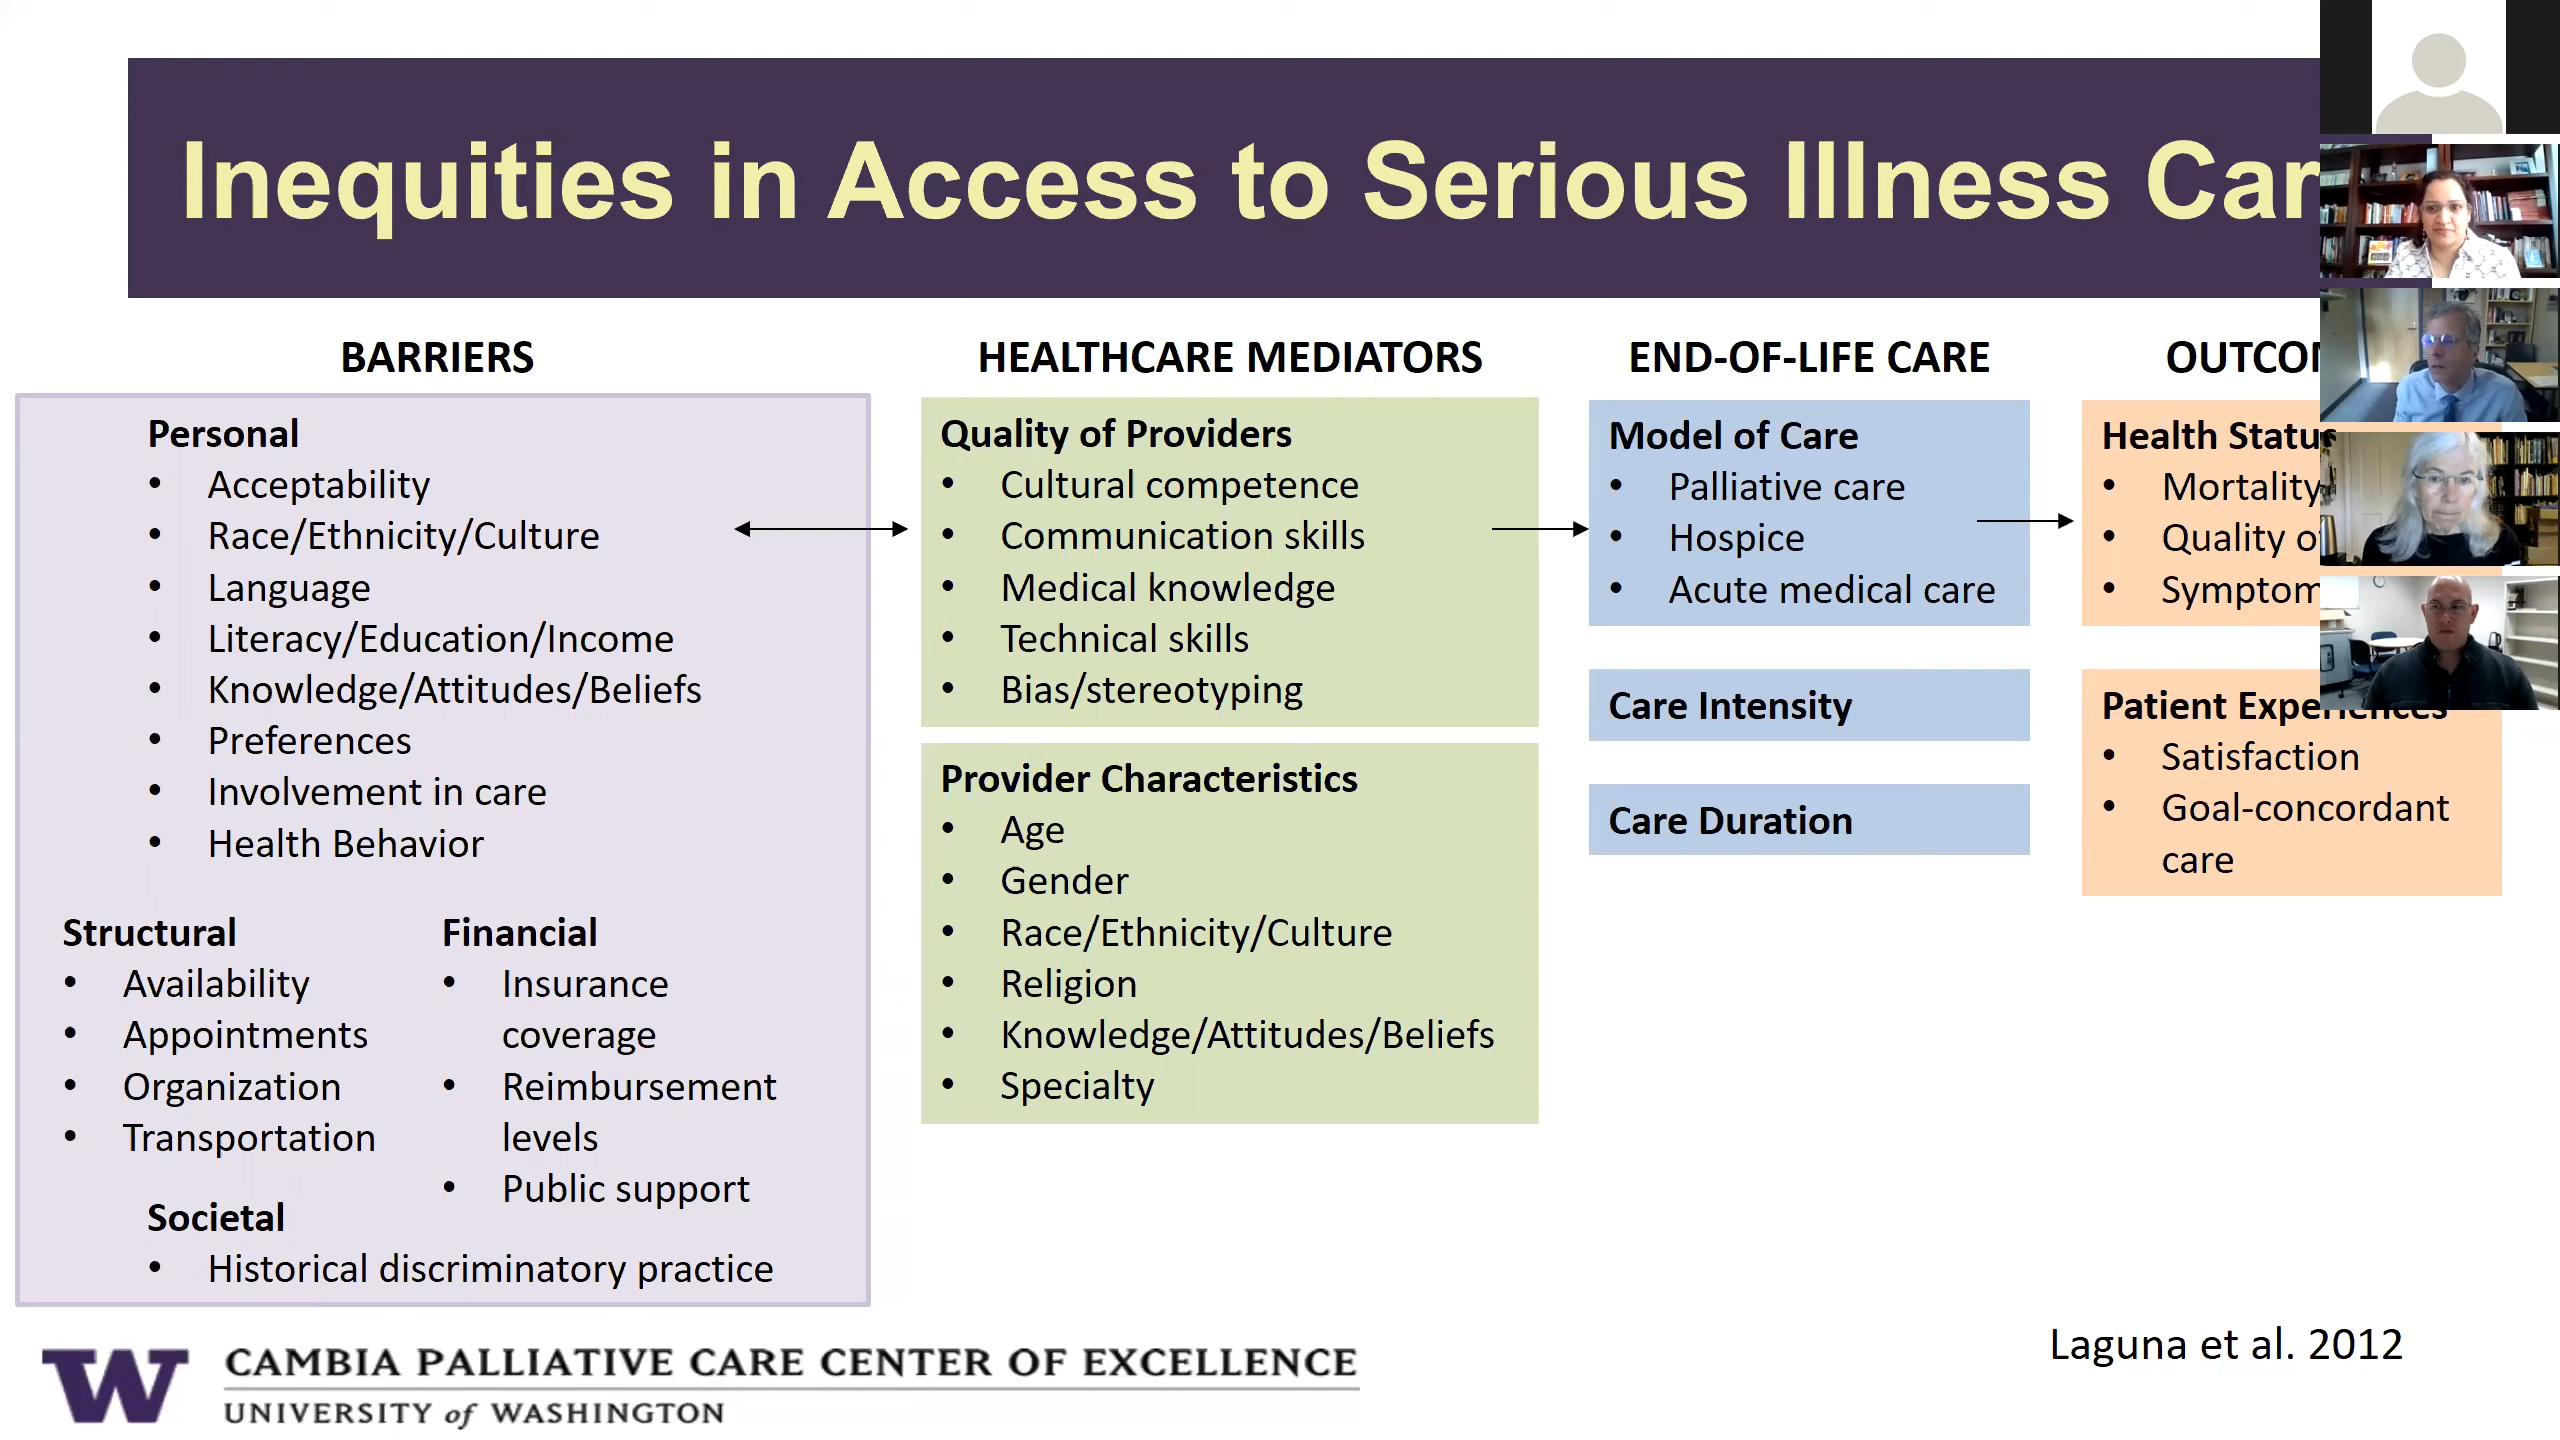 Inequities in Access to Serious Illness Car
BARRIERS
Personal
• Acceptability
• Race/Ethnicity/Culture
• Language
• Literacy/Education/Income
• Knowledge/Attitudes/Beliefs
• Preferences
• Involvement in care
• Health Behavior
Structural
• Availability
• Appointments
• Organization
• Transportation
Financial
• Insurance
coverage
• Reimbursement
levels
• Public support
Societal
• Historical discriminatory practice
HEALTHCARE MEDIATORS
Quality of Providers
• Cultural competence
• Communication skills
• Medical knowledge
• Technical skills
• Bias/stereotyping
Provider Characteristics
• Age
• Gender
• Race/Ethnicity/Culture
• Religion
• Knowledge/Attitudes/Beliefs
• Specialty
END-OF-LIFE CARE
Model of Care
• Palliative care
• Hospice
• Acute medical care
Care Intensity
Care Duration
OUTCO
Health Status
• Mortality
• Quality of
• Symptom
Patient Experiences
• Satisfaction
• Goal-concordant
care
Laguna et al. 2012
W
CAMBIA PALLIATIVE CARE CENTER OF EXCELLENCE
UNIVERSITY of WASHINGTON